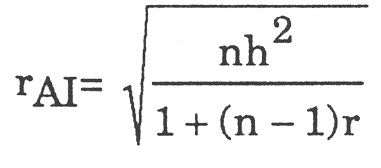 r_AI = √(nh² / (1 + (n − 1)r))